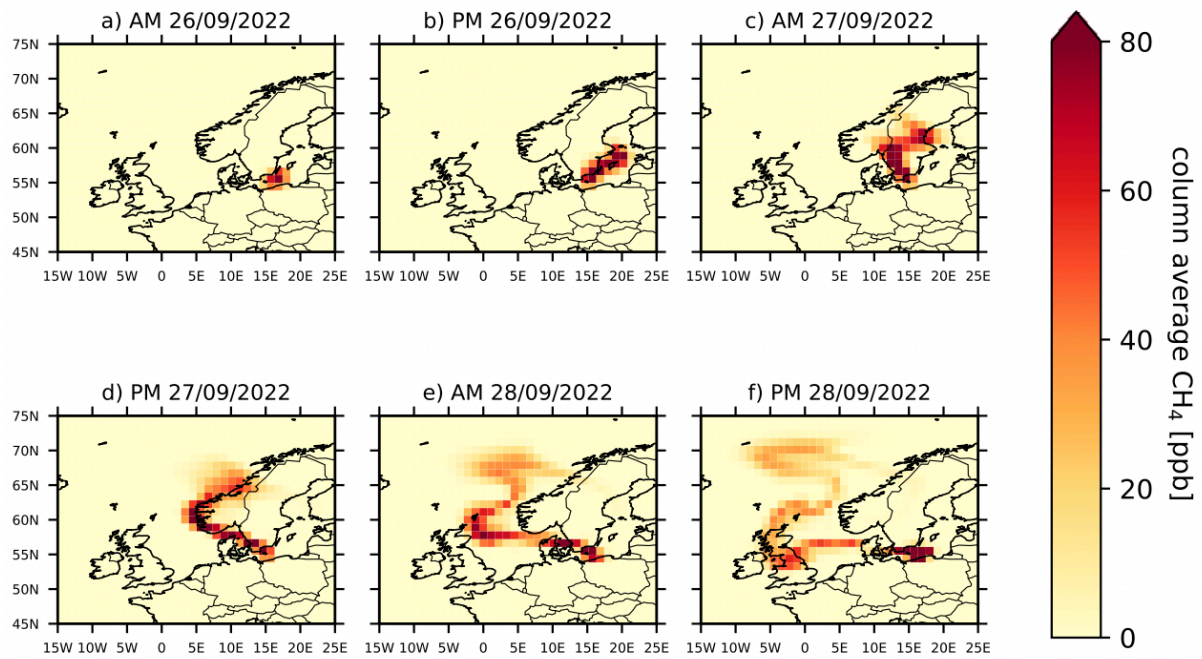 a) AM 26/09/2022
b) PM 26/09/2022
c) AM 27/09/2022
75N
70N
65N
60N
55N
50N
45N
15W 10W 5W 0 5E 10E 15E 20E 25E
15W 10W 5W 0 5E 10E 15E 20E 25E
15W 10W 5W 0 5E 10E 15E 20E 25E
d) PM 27/09/2022
e) AM 28/09/2022
f) PM 28/09/2022
75N
70N
65N
60N
55N
50N
45N
15W 10W 5W 0 5E 10E 15E 20E 25E
15W 10W 5W 0 5E 10E 15E 20E 25E
15W 10W 5W 0 5E 10E 15E 20E 25E
80
60
40
20
0
column average CH₄ [ppb]